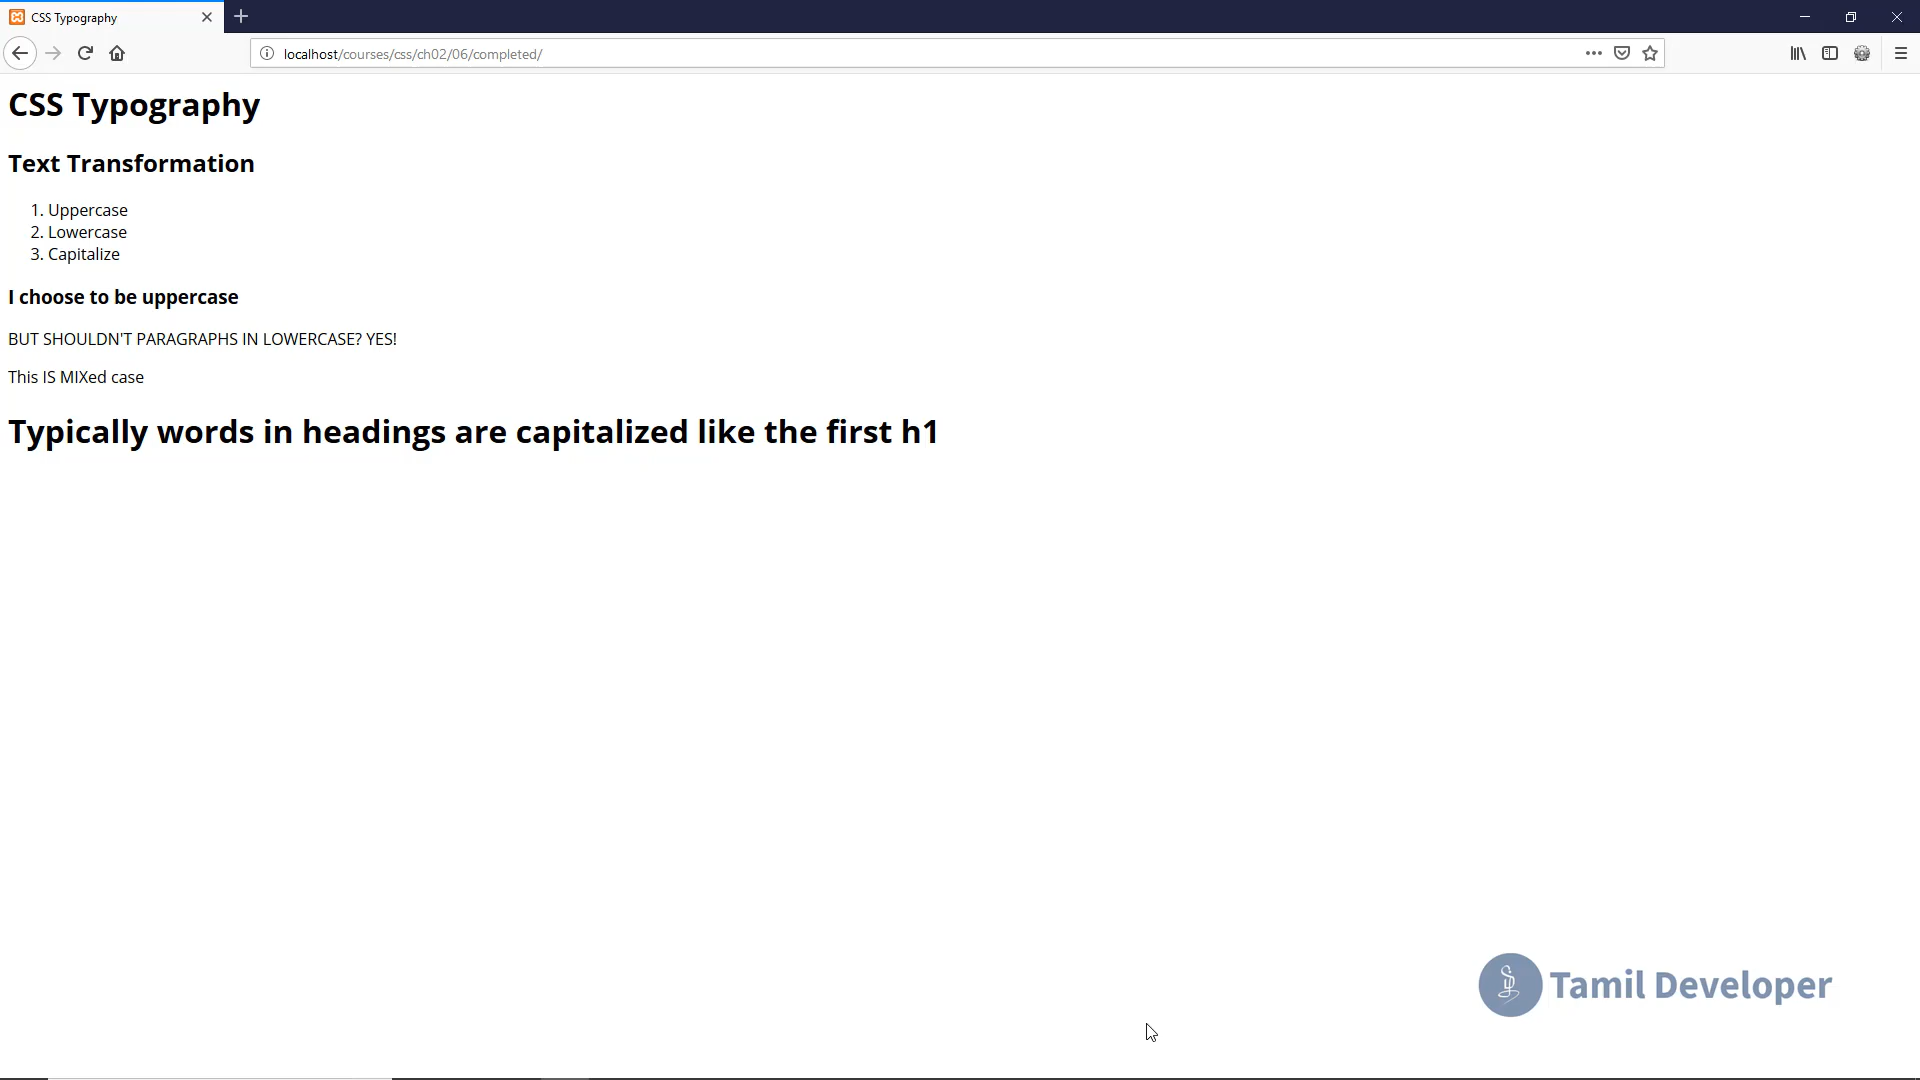 CSS Typography
localhost/courses/css/ch02/06/completed/
CSS Typography
Text Transformation
1. Uppercase
2. Lowercase
3. Capitalize
I choose to be uppercase
BUT SHOULDN'T PARAGRAPHS IN LOWERCASE? YES!
This IS MIXed case
Typically words in headings are capitalized like the first h1
Tamil Developer